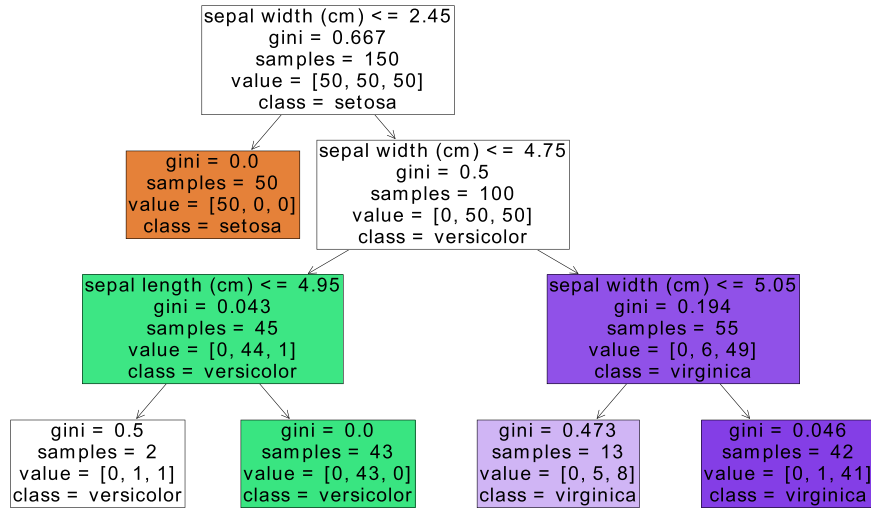 sepal width (cm) <= 2.45
gini = 0.667
samples = 150
value = [50, 50, 50]
class = setosa
gini = 0.0
samples = 50
value = [50, 0, 0]
class = setosa
sepal width (cm) <= 4.75
gini = 0.5
samples = 100
value = [0, 50, 50]
class = versicolor
sepal length (cm) <= 4.95
gini = 0.043
samples = 45
value = [0, 44, 1]
class = versicolor
sepal width (cm) <= 5.05
gini = 0.194
samples = 55
value = [0, 6, 49]
class = virginica
gini = 0.5
samples = 2
value = [0, 1, 1]
class = versicolor
gini = 0.0
samples = 43
value = [0, 43, 0]
class = versicolor
gini = 0.473
samples = 13
value = [0, 5, 8]
class = virginica
gini = 0.046
samples = 42
value = [0, 1, 41]
class = virginica